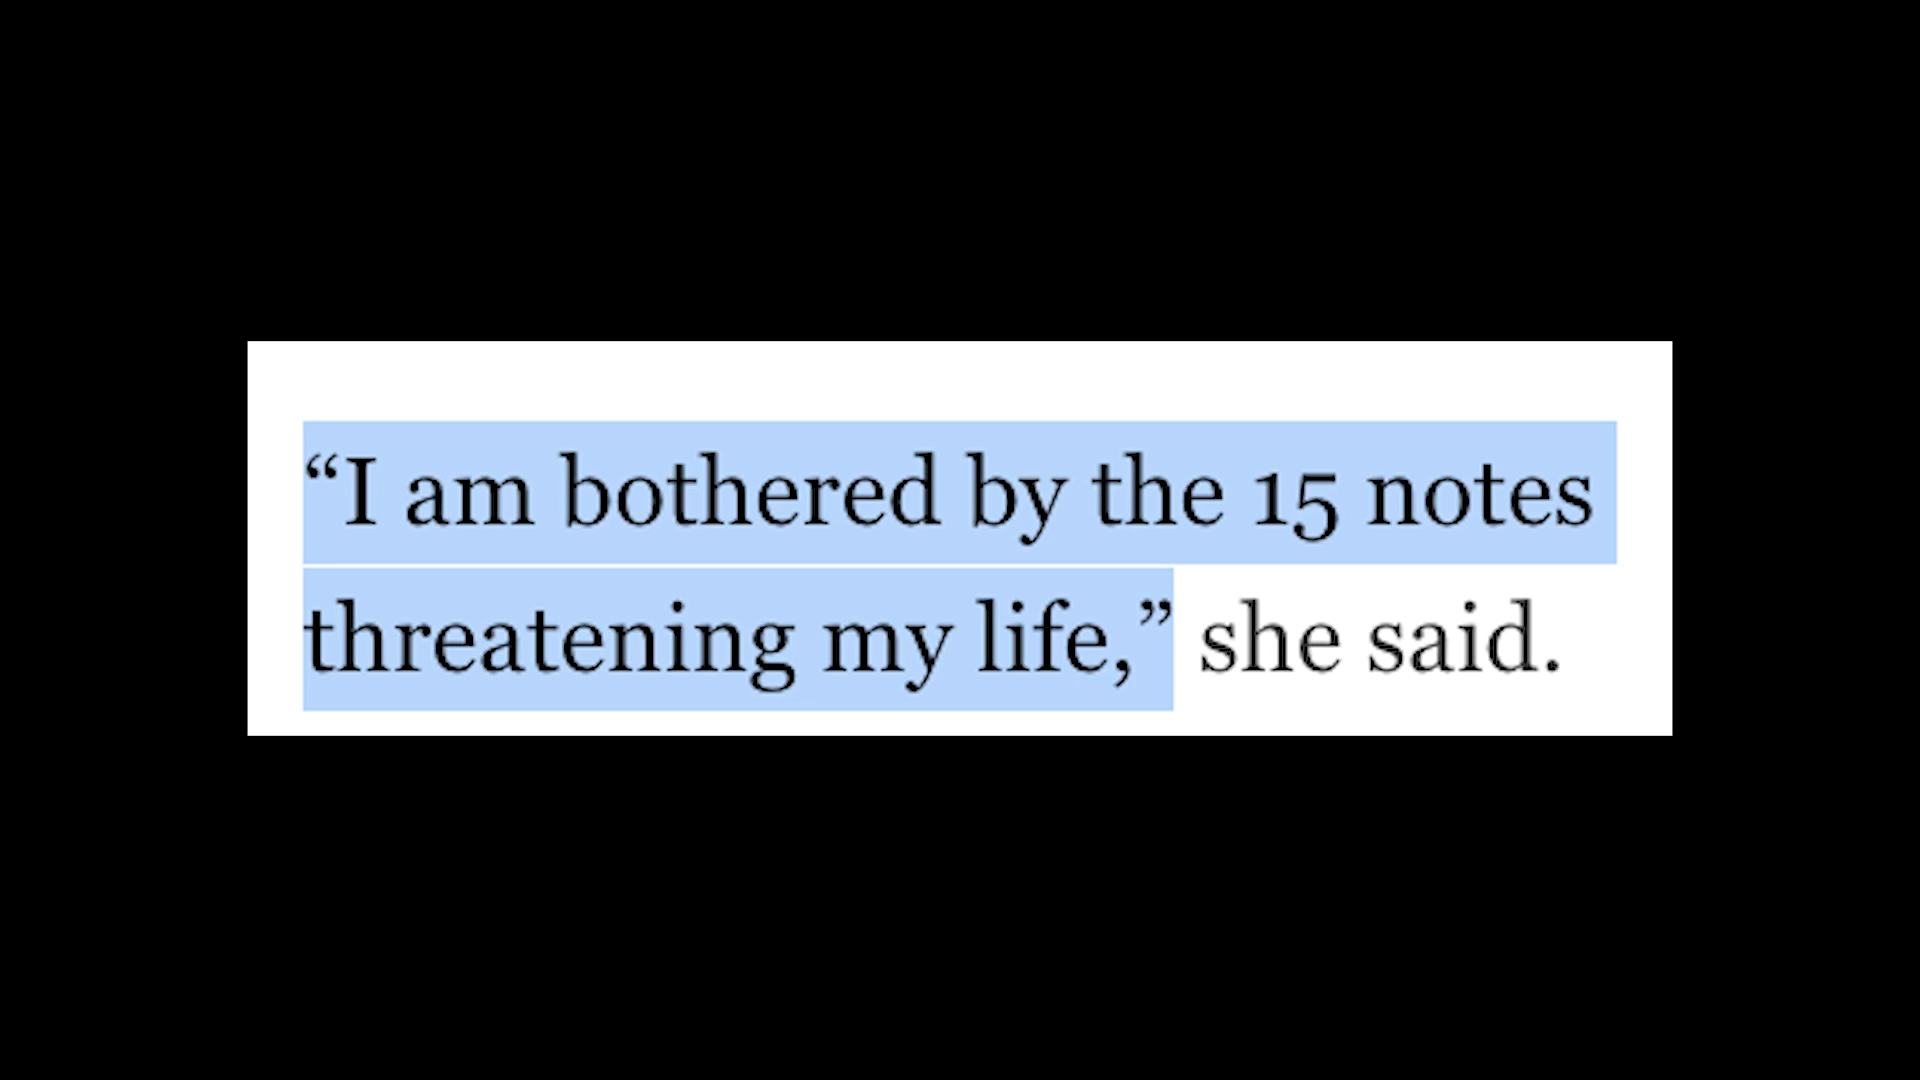 “I am bothered by the 15 notes
threatening my life,” she said.